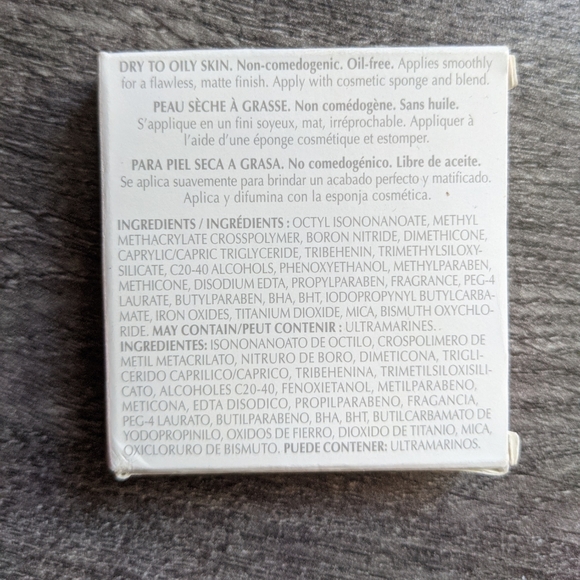 DRY TO OILY SKIN. Non-comedogenic. Oil-free. Applies smoothly
for a flawless, matte finish. Apply with cosmetic sponge and blend.
PEAU SÈCHE À GRASSE. Non comédogène. Sans huile.
S'applique en un fini soyeux, mat, irréprochable. Appliquer à
l'aide d'une éponge cosmétique et estomper.
PARA PIEL SECA A GRASA. No comedogénico. Libre de aceite.
Se aplica suavemente para brindar un acabado perfecto y matificado.
Aplica y difumina con la esponja cosmética.
INGREDIENTS / INGRÉDIENTS : OCTYL ISONONANOATE, METHYL
METHACRYLATE CROSSPOLYMER, BORON NITRIDE, DIMETHICONE,
CAPRYLIC/CAPRIC TRIGLYCERIDE, TRIBEHENIN, TRIMETHYLSILOXY-
SILICATE, C20-40 ALCOHOLS, PHENOXYETHANOL, METHYLPARABEN,
METHICONE, DISODIUM EDTA, PROPYLPARABEN, FRAGRANCE, PEG-4
LAURATE, BUTYLPARABEN, BHA, BHT, IODOPROPYNYL BUTYLCARBA-
MATE, IRON OXIDES, TITANIUM DIOXIDE, MICA, BISMUTH OXYCHLO-
RIDE. MAY CONTAIN/PEUT CONTENIR : ULTRAMARINES.
INGREDIENTES: ISONONANOATO DE OCTILO, CROSPOLIMERO DE
METIL METACRILATO, NITRURO DE BORO, DIMETICONA, TRIGLI-
CERIDO CAPRILICO/CAPRICO, TRIBEHENINA, TRIMETILSILOXISILI-
CATO, ALCOHOLES C20-40, FENOXIETANOL, METILPARABENO,
METICONA, EDTA DISODICO, PROPILPARABENO, FRAGANCIA,
PEG-4 LAURATO, BUTILPARABENO, BHA, BHT, BUTILCARBAMATO DE
YODOPROPINILO, OXIDOS DE FIERRO, DIOXIDO DE TITANIO, MICA,
OXICLORURO DE BISMUTO. PUEDE CONTENER: ULTRAMARINOS.